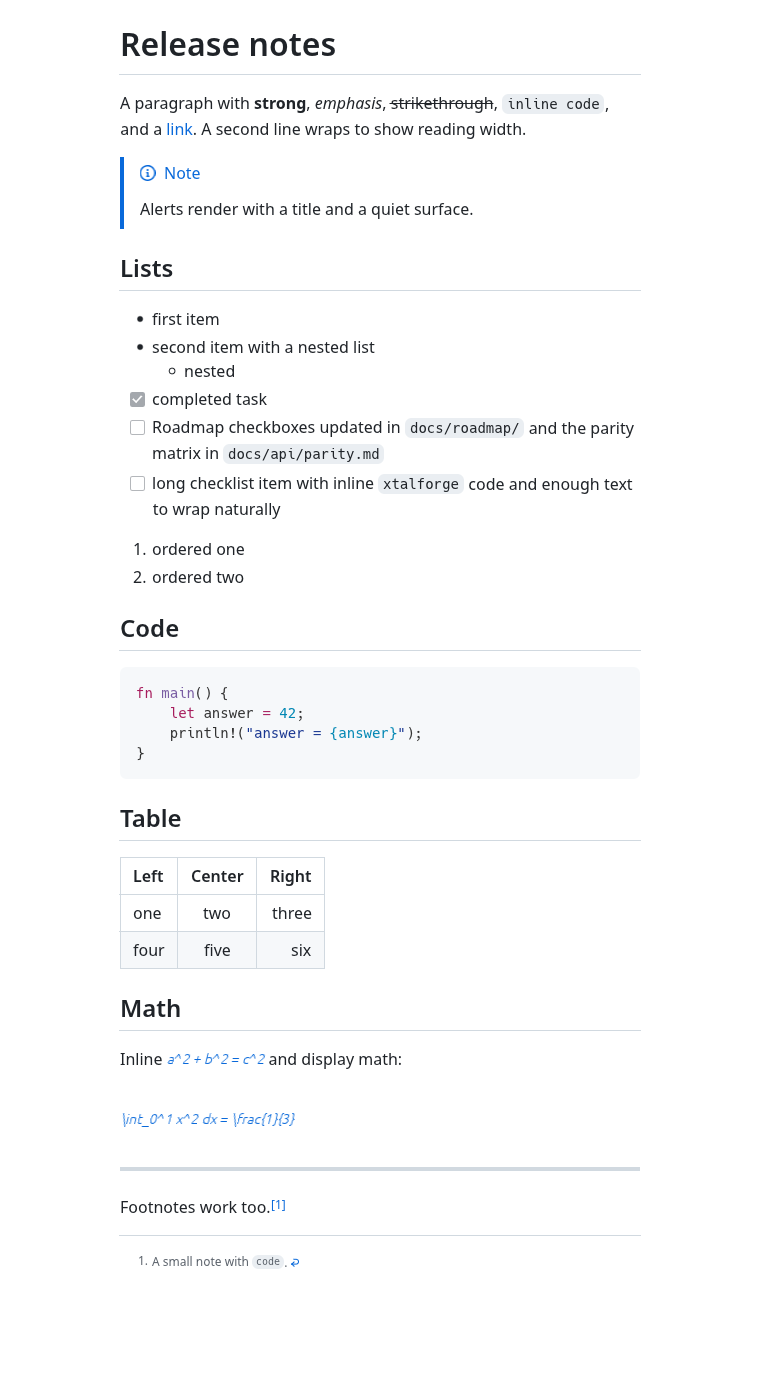 Release notes
A paragraph with strong, emphasis, strikethrough, inline code,
and a link. A second line wraps to show reading width.
Note
Alerts render with a title and a quiet surface.
Lists
• first item
• second item with a nested list
◦ nested
completed task
Roadmap checkboxes updated in docs/roadmap/ and the parity
matrix in docs/api/parity.md
long checklist item with inline xtalforge code and enough text
to wrap naturally
1. ordered one
2. ordered two
Code
fn main() {
    let answer = 42;
    println!("answer = {answer}");
}
Table
Left Center Right
one two three
four five six
Math
Inline a^2 + b^2 = c^2 and display math:
\int_0^1 x^2 dx = \frac{1}{3}
Footnotes work too.[1]
1. A small note with code. ↩